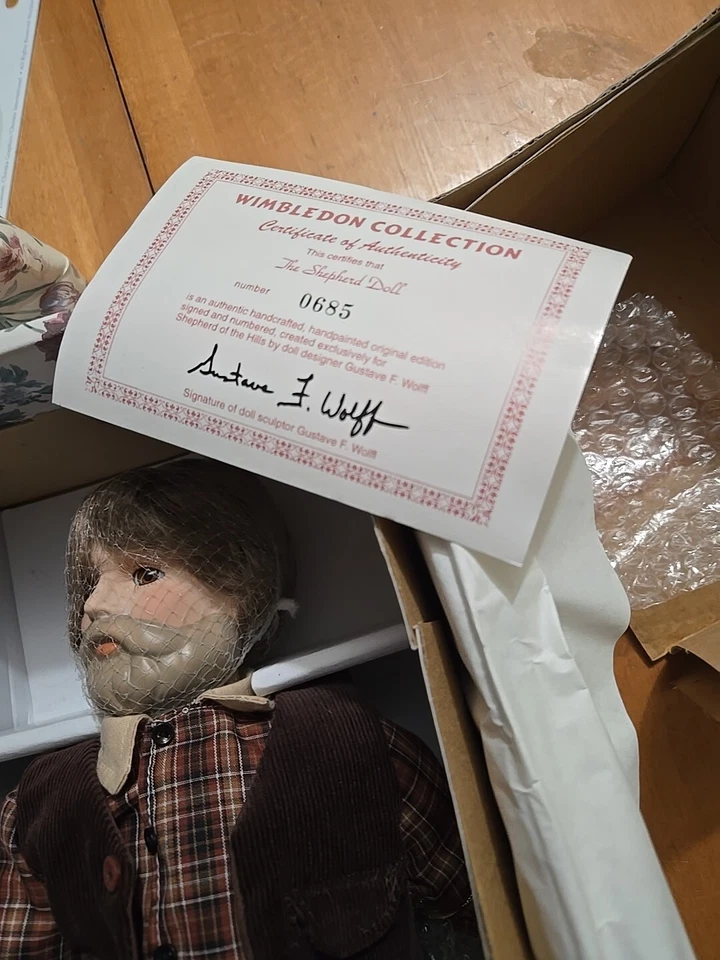 WIMBLEDON COLLECTION
Certificate of Authenticity
This certifies that
The Shepherd Doll
number 0685
is an authentic handcrafted, handpainted original edition
signed and numbered, created exclusively for
Shepherd of the Hills by doll designer Gustave F. Wolff
Gustave F. Wolff
Signature of doll sculptor Gustave F. Wolff